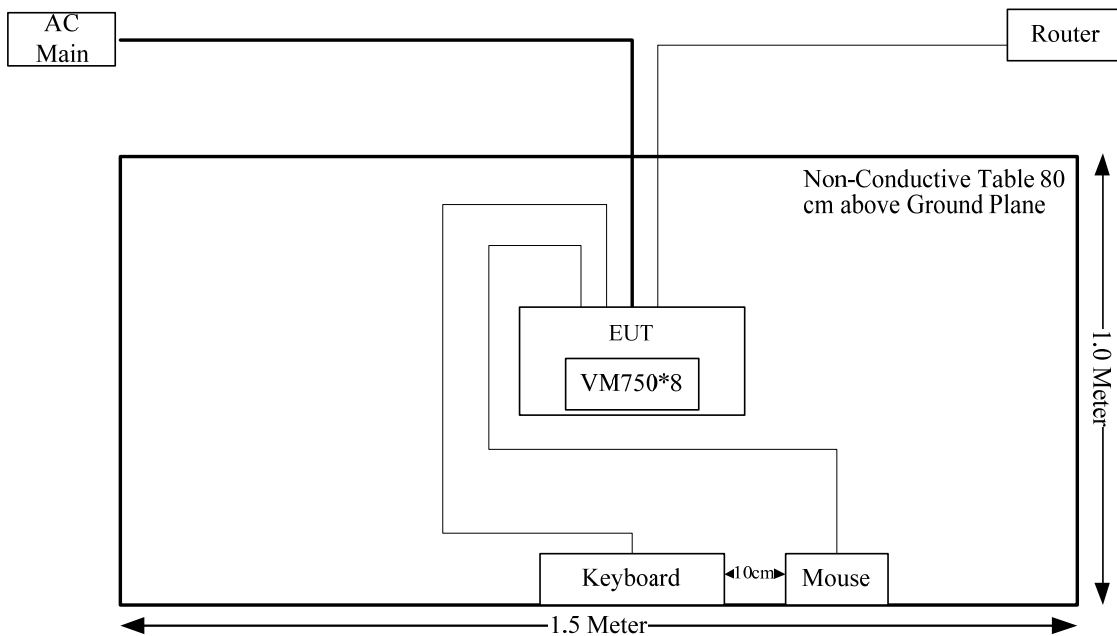 AC
Main
Router
Non-Conductive Table 80
cm above Ground Plane
EUT
VM750*8
1.0 Meter
Keyboard
10cm
Mouse
1.5 Meter